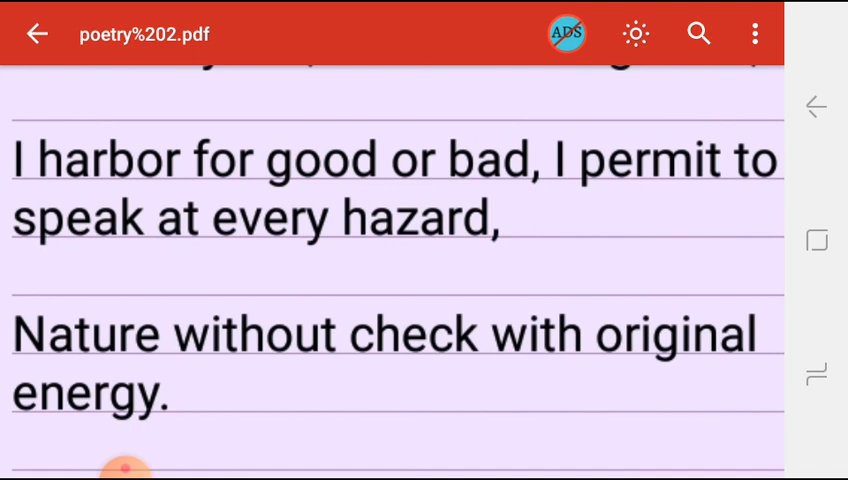 poetry%202.pdf
ADS
I harbor for good or bad, I permit to
speak at every hazard,
Nature without check with original
energy.